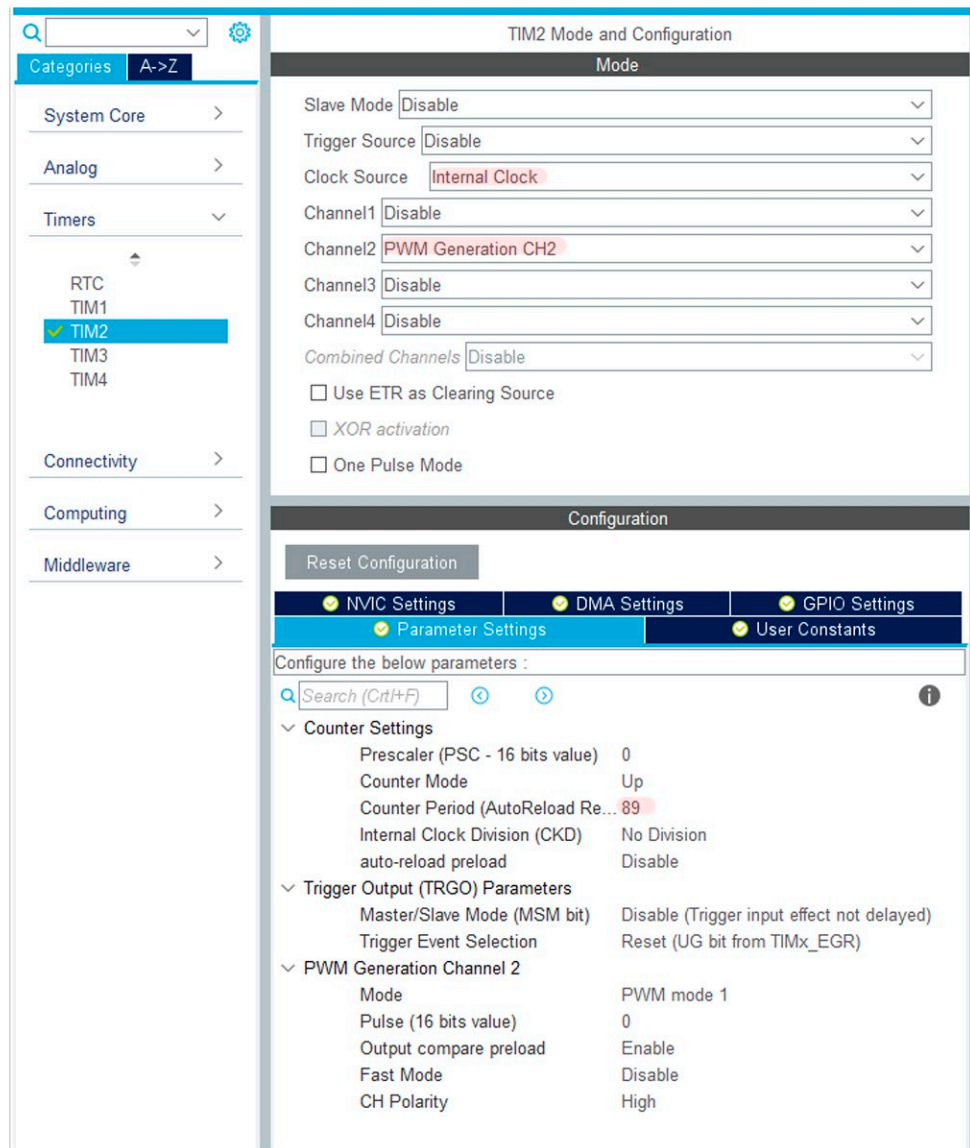 Categories
A->Z
System Core
Analog
Timers
RTC
TIM1
TIM2
TIM3
TIM4
Connectivity
Computing
Middleware
TIM2 Mode and Configuration
Mode
Slave Mode Disable
Trigger Source Disable
Clock Source Internal Clock
Channel1 Disable
Channel2 PWM Generation CH2
Channel3 Disable
Channel4 Disable
Combined Channels Disable
Use ETR as Clearing Source
XOR activation
One Pulse Mode
Configuration
Reset Configuration
NVIC Settings DMA Settings GPIO Settings
Parameter Settings User Constants
Configure the below parameters :
Search (Crtl+F)
Counter Settings
Prescaler (PSC - 16 bits value) 0
Counter Mode Up
Counter Period (AutoReload Re... 89
Internal Clock Division (CKD) No Division
auto-reload preload Disable
Trigger Output (TRGO) Parameters
Master/Slave Mode (MSM bit) Disable (Trigger input effect not delayed)
Trigger Event Selection Reset (UG bit from TIMx_EGR)
PWM Generation Channel 2
Mode PWM mode 1
Pulse (16 bits value) 0
Output compare preload Enable
Fast Mode Disable
CH Polarity High